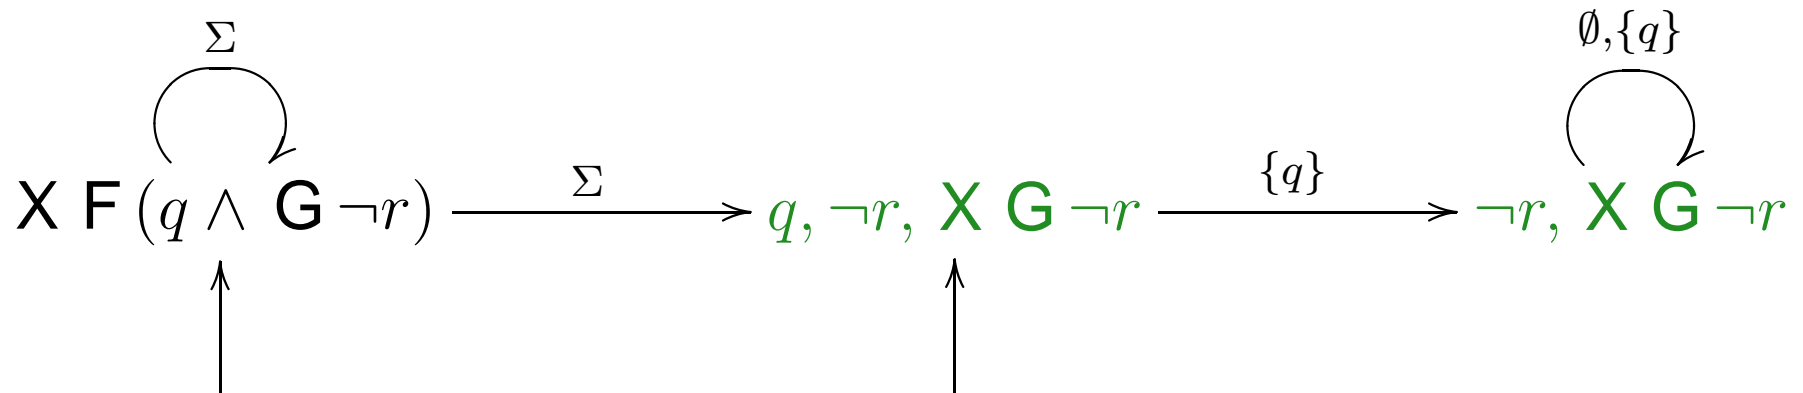 Σ
∅,{q}
Σ
{q}
X F(q ∧ G¬r)
q,¬r, X G¬r
¬r, X G¬r